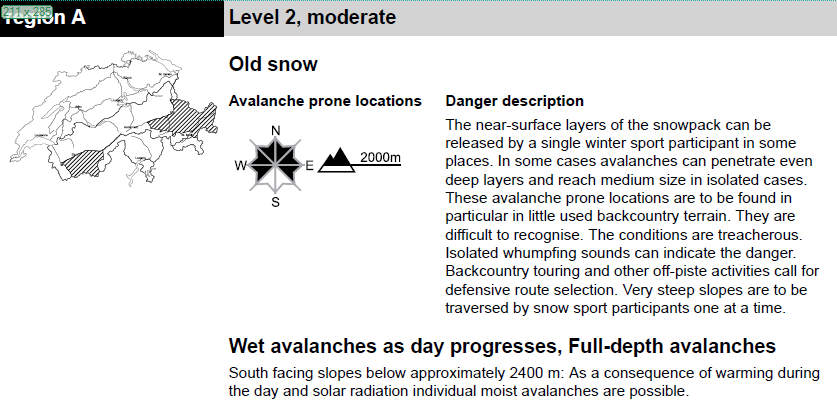 211 x 285
region A
Level 2, moderate
Old snow
Avalanche prone locations
Danger description
N
W
E
S
2000m
The near-surface layers of the snowpack can be
released by a single winter sport participant in some
places. In some cases avalanches can penetrate even
deep layers and reach medium size in isolated cases.
These avalanche prone locations are to be found in
particular in little used backcountry terrain. They are
difficult to recognise. The conditions are treacherous.
Isolated whumpfing sounds can indicate the danger.
Backcountry touring and other off-piste activities call for
defensive route selection. Very steep slopes are to be
traversed by snow sport participants one at a time.
Wet avalanches as day progresses, Full-depth avalanches
South facing slopes below approximately 2400 m: As a consequence of warming during
the day and solar radiation individual moist avalanches are possible.